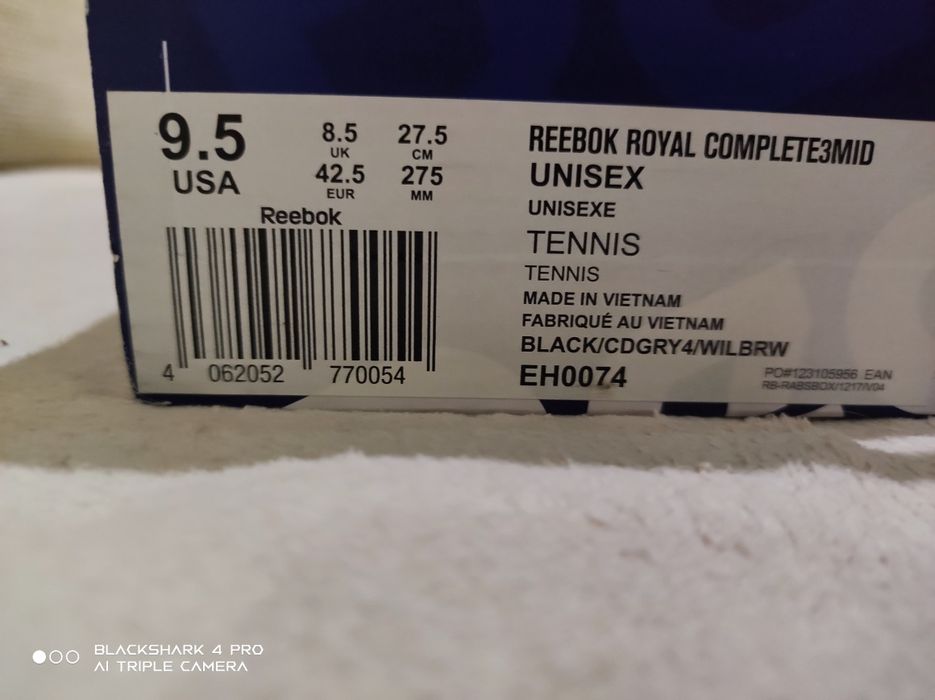 9.5
USA
8.5
UK
27.5
CM
42.5
EUR
275
MM
Reebok
4 062052 770054
REEBOK ROYAL COMPLETE3MID
UNISEX
UNISEXE
TENNIS
TENNIS
MADE IN VIETNAM
FABRIQUÉ AU VIETNAM
BLACK/CDGRY4/WILBRW
EH0074
PO#123105956 EAN
RB-RABSBOX/1217/V04
BLACKSHARK 4 PRO
AI TRIPLE CAMERA